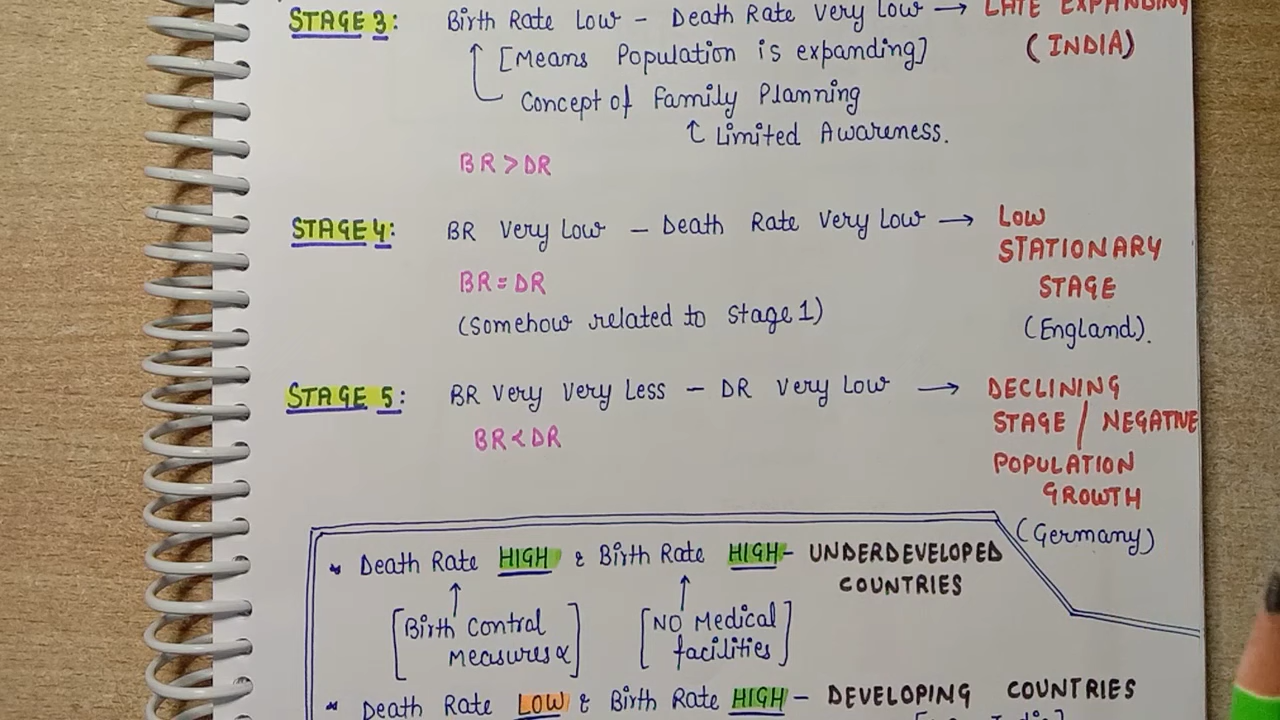 STAGE 3: Birth Rate Low – Death Rate Very Low → LATE EXPANDING
[Means Population is expanding] (INDIA)
Concept of Family Planning
↑ Limited Awareness.
BR > DR
STAGE 4: BR Very Low – Death Rate Very Low → LOW
STATIONARY
STAGE
(England).
BR = DR
(Somehow related to Stage 1)
STAGE 5: BR Very Very Less – DR Very Low → DECLINING
STAGE / NEGATIVE
POPULATION
GROWTH
(Germany)
BR < DR
Death Rate HIGH & Birth Rate HIGH – UNDERDEVELOPED
COUNTRIES
[Birth Control
Measures ∝]
[NO Medical
facilities]
Death Rate LOW & Birth Rate HIGH – DEVELOPING COUNTRIES